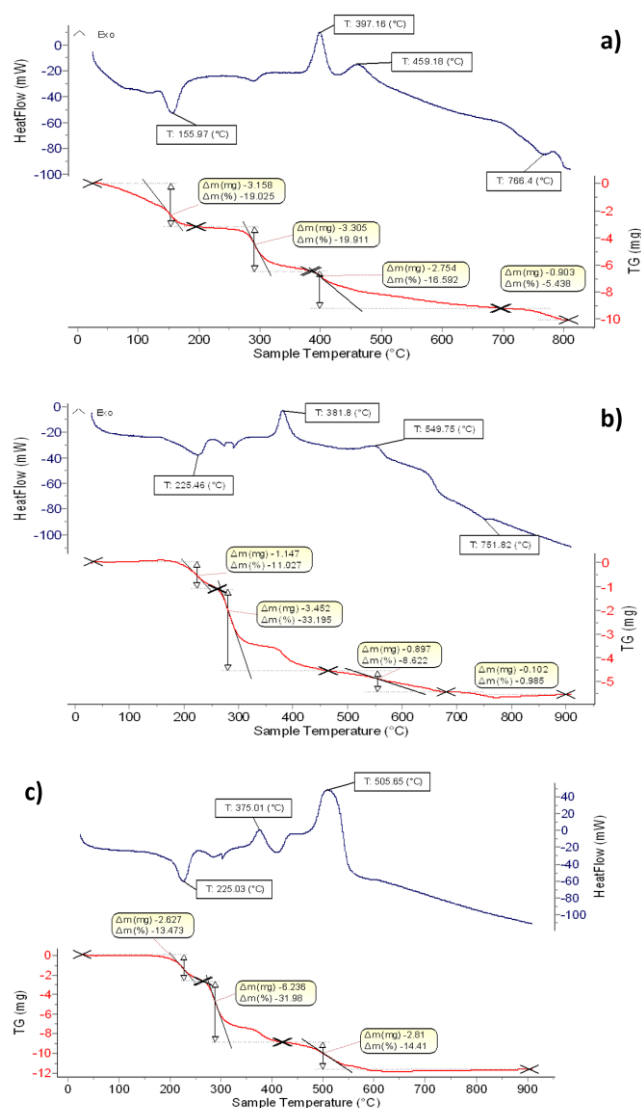 a)
Exo
T: 397.16 (°C)
T: 459.18 (°C)
T: 155.97 (°C)
T: 766.4 (°C)
HeatFlow (mW)
0
-20
-40
-60
-80
-100
Δm (mg) -3.158
Δm (%) -19.025
Δm (mg) -3.305
Δm (%) -19.911
Δm (mg) -2.754
Δm (%) -16.592
Δm (mg) -0.903
Δm (%) -5.438
TG (mg)
0
-2
-4
-6
-8
-10
0 100 200 300 400 500 600 700 800
Sample Temperature (°C)
b)
Exo
T: 381.8 (°C)
T: 549.75 (°C)
T: 225.46 (°C)
T: 751.82 (°C)
HeatFlow (mW)
0
-20
-40
-60
-80
-100
Δm (mg) -1.147
Δm (%) -11.027
Δm (mg) -3.452
Δm (%) -33.195
Δm (mg) -0.897
Δm (%) -8.622
Δm (mg) -0.102
Δm (%) -0.985
TG (mg)
0
-1
-2
-3
-4
-5
0 100 200 300 400 500 600 700 800 900
Sample Temperature (°C)
c)
T: 505.65 (°C)
T: 375.01 (°C)
T: 225.03 (°C)
HeatFlow (mW)
40
20
0
-20
-40
-60
-80
-100
Δm (mg) -2.627
Δm (%) -13.473
Δm (mg) -6.236
Δm (%) -31.98
Δm (mg) -2.81
Δm (%) -14.41
TG (mg)
0
-2
-4
-6
-8
-10
-12
0 100 200 300 400 500 600 700 800 900
Sample Temperature (°C)